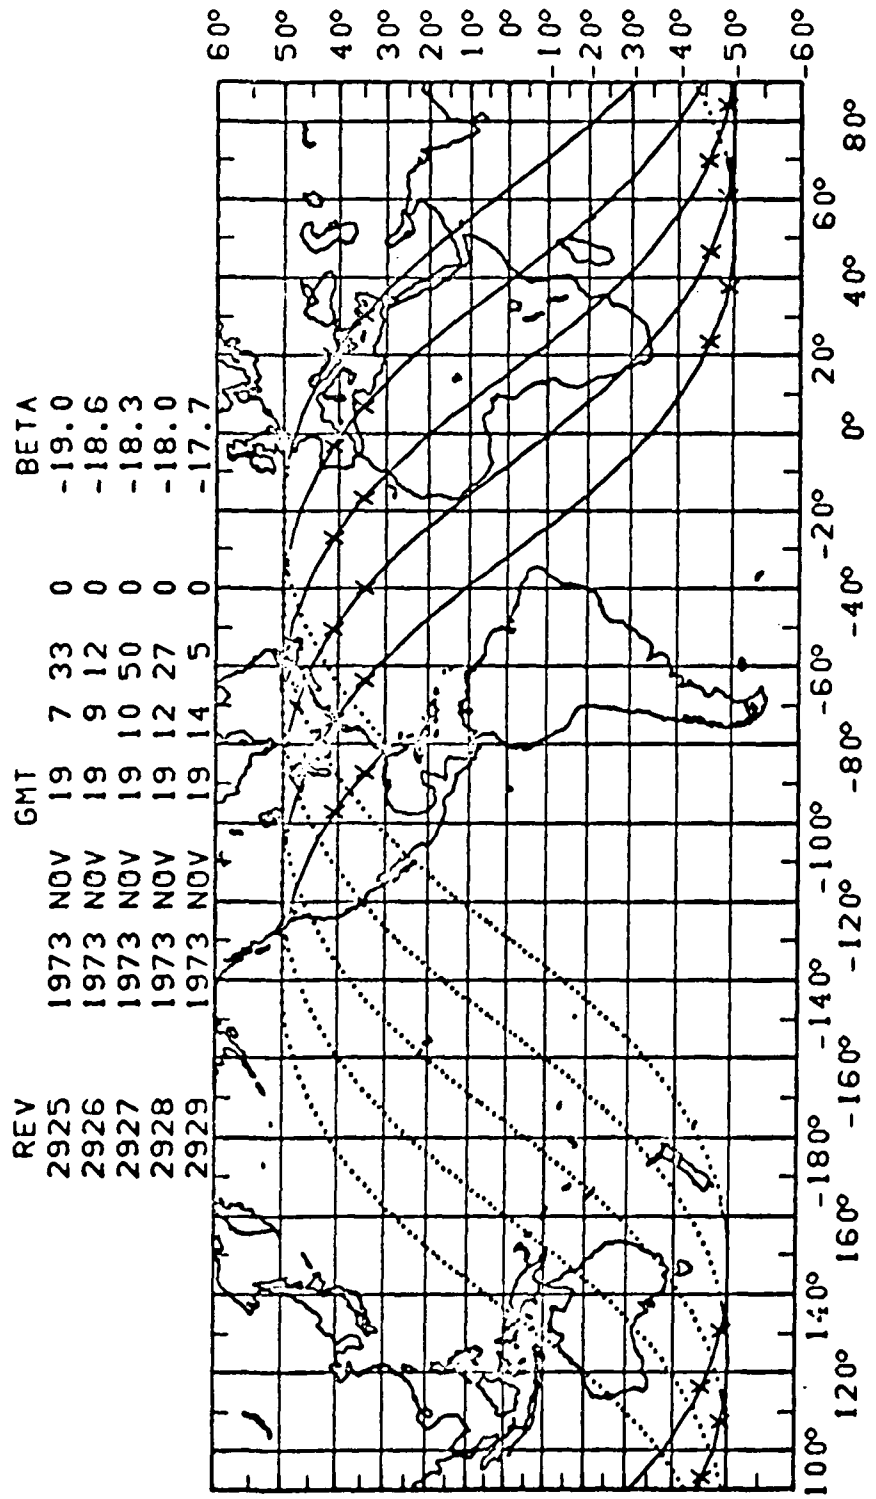 REV GMT BETA
2925 1973 NOV 19 7 33 0 -19.0
2926 1973 NOV 19 9 12 0 -18.6
2927 1973 NOV 19 10 50 0 -18.3
2928 1973 NOV 19 12 27 0 -18.0
2929 1973 NOV 19 14 5 0 -17.7
60°
50°
40°
30°
20°
10°
0°
-10°
-20°
-30°
-40°
-50°
-60°
100° 120° 140° 160° -180° -160° -140° -120° -100° -80° -60° -40° -20° 0° 20° 40° 60° 80°